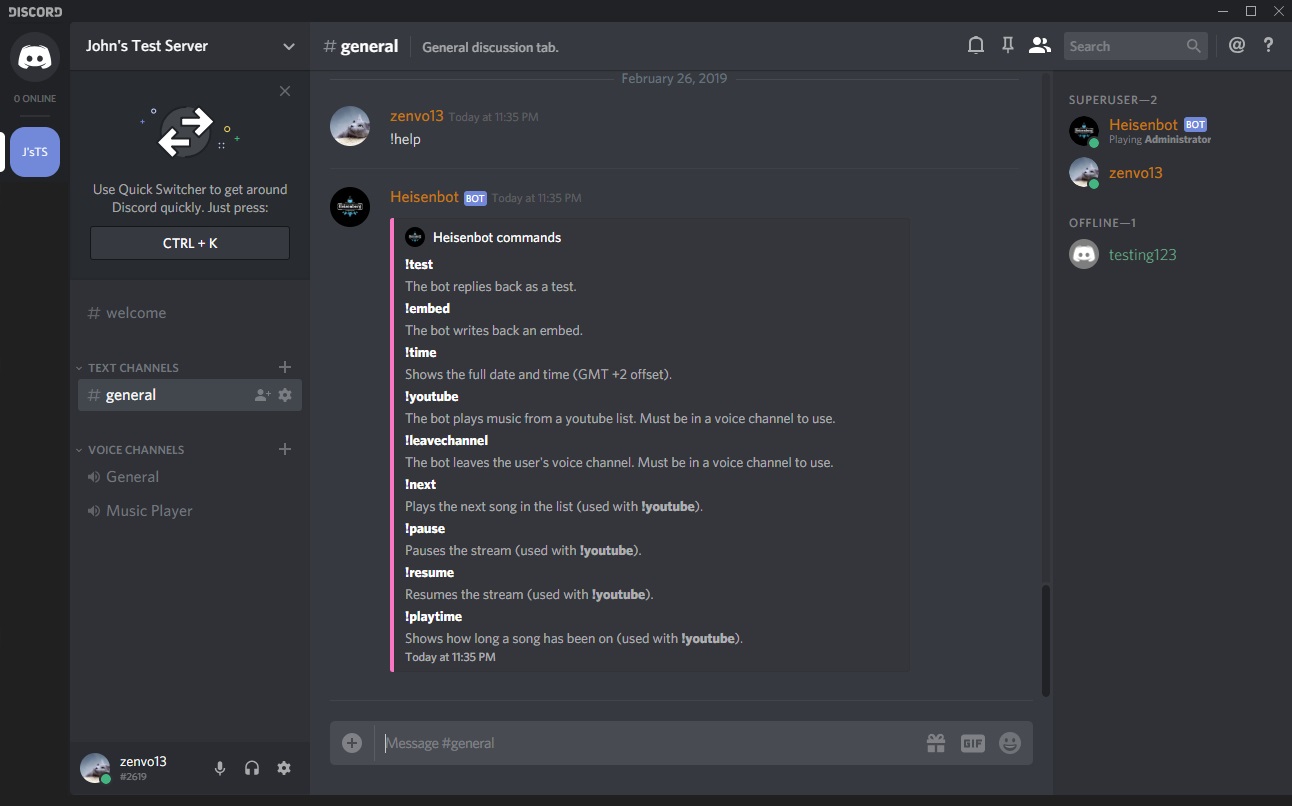 DISCORD
0 ONLINE
J'sTS
John's Test Server
Use Quick Switcher to get around
Discord quickly. Just press:
CTRL + K
# welcome
TEXT CHANNELS
# general
VOICE CHANNELS
General
Music Player
zenvo13
#2619
# general
General discussion tab.
Search
February 26, 2019
zenvo13 Today at 11:35 PM
!help
Heisenbot BOT Today at 11:35 PM
Heisenbot commands
!test
The bot replies back as a test.
!embed
The bot writes back an embed.
!time
Shows the full date and time (GMT +2 offset).
!youtube
The bot plays music from a youtube list. Must be in a voice channel to use.
!leavechannel
The bot leaves the user's voice channel. Must be in a voice channel to use.
!next
Plays the next song in the list (used with !youtube).
!pause
Pauses the stream (used with !youtube).
!resume
Resumes the stream (used with !youtube).
!playtime
Shows how long a song has been on (used with !youtube).
Today at 11:35 PM
Message #general
GIF
SUPERUSER—2
Heisenbot BOT
Playing Administrator
zenvo13
OFFLINE—1
testing123